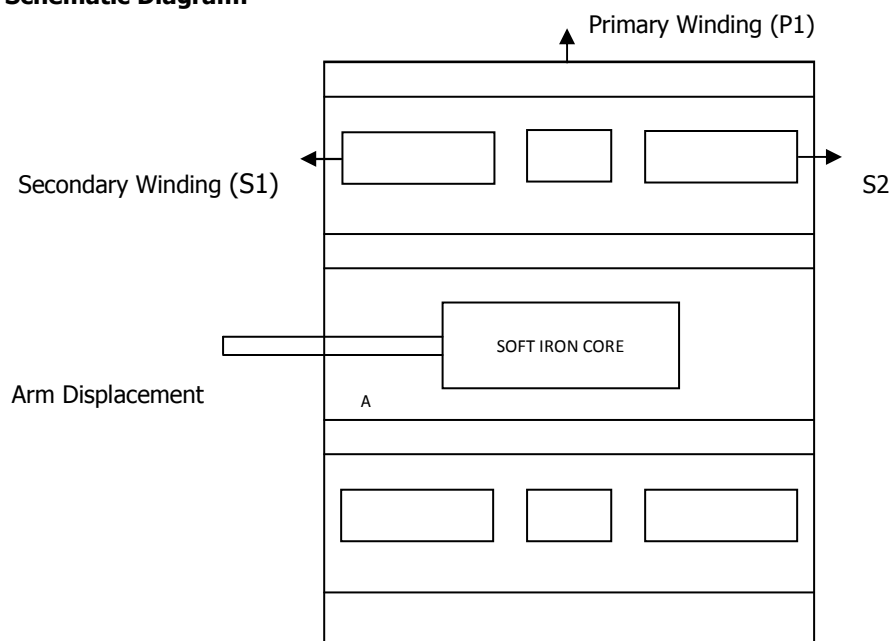 Schematic Diagram:
Primary Winding (P1)
Secondary Winding (S1)
S2
SOFT IRON CORE
Arm Displacement
A